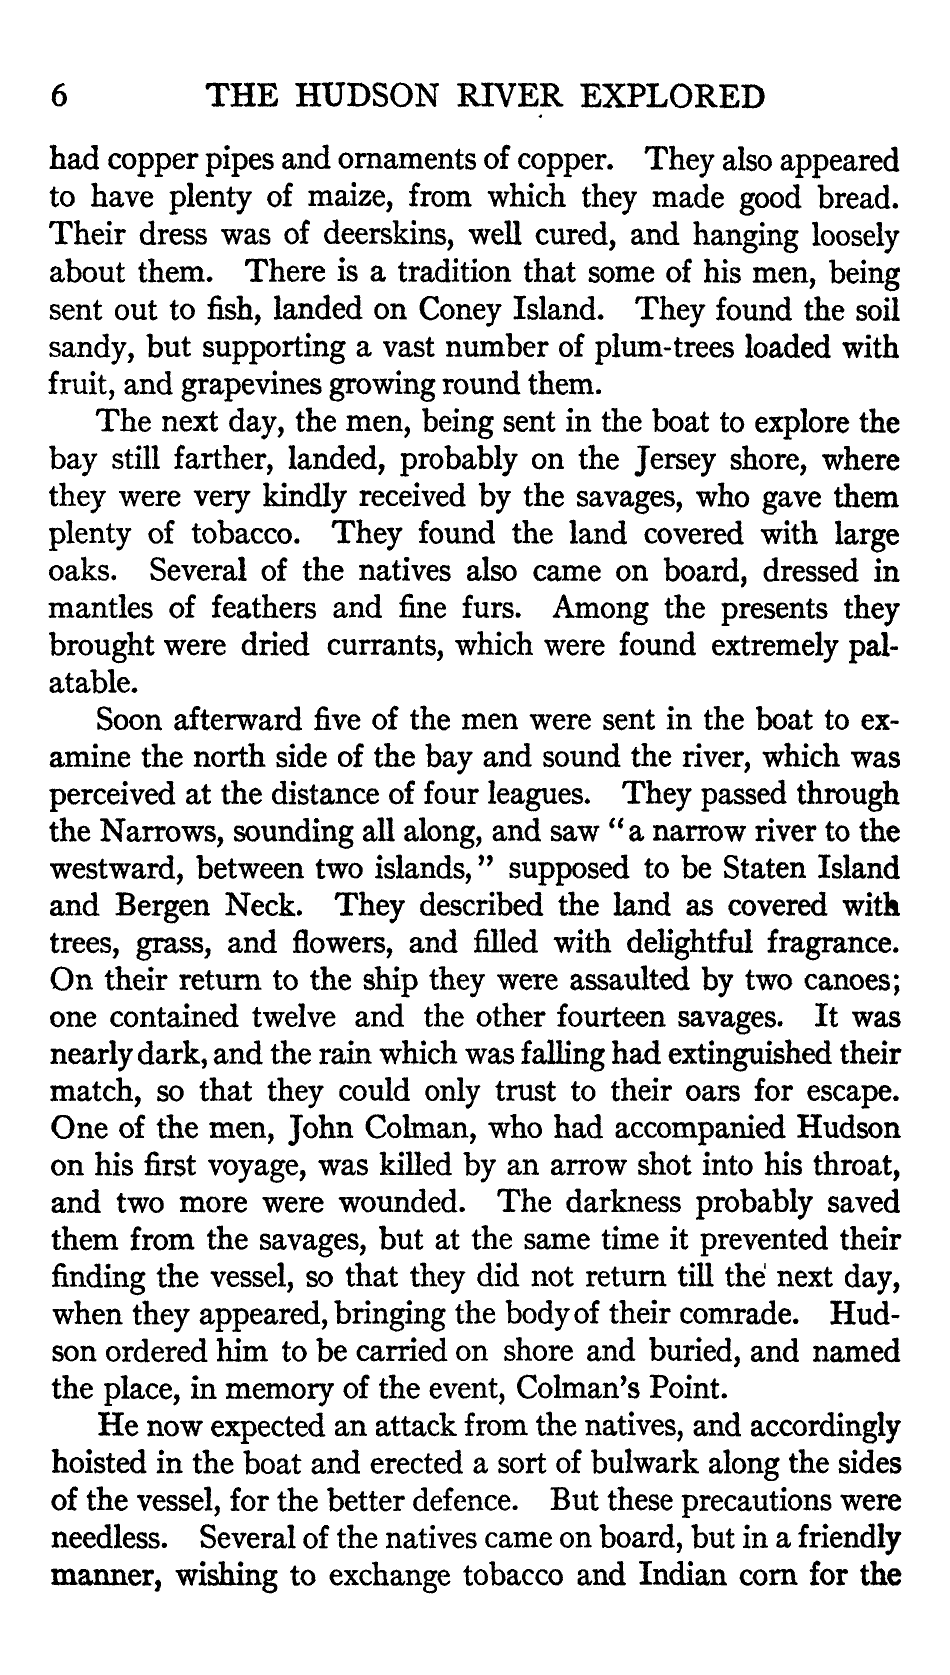 6 THE HUDSON RIVER EXPLORED
had copper pipes and ornaments of copper. They also appeared
to have plenty of maize, from which they made good bread.
Their dress was of deerskins, well cured, and hanging loosely
about them. There is a tradition that some of his men, being
sent out to fish, landed on Coney Island. They found the soil
sandy, but supporting a vast number of plum-trees loaded with
fruit, and grapevines growing round them.
The next day, the men, being sent in the boat to explore the
bay still farther, landed, probably on the Jersey shore, where
they were very kindly received by the savages, who gave them
plenty of tobacco. They found the land covered with large
oaks. Several of the natives also came on board, dressed in
mantles of feathers and fine furs. Among the presents they
brought were dried currants, which were found extremely pal-
atable.
Soon afterward five of the men were sent in the boat to ex-
amine the north side of the bay and sound the river, which was
perceived at the distance of four leagues. They passed through
the Narrows, sounding all along, and saw "a narrow river to the
westward, between two islands," supposed to be Staten Island
and Bergen Neck. They described the land as covered with
trees, grass, and flowers, and filled with delightful fragrance.
On their return to the ship they were assaulted by two canoes;
one contained twelve and the other fourteen savages. It was
nearly dark, and the rain which was falling had extinguished their
match, so that they could only trust to their oars for escape.
One of the men, John Colman, who had accompanied Hudson
on his first voyage, was killed by an arrow shot into his throat,
and two more were wounded. The darkness probably saved
them from the savages, but at the same time it prevented their
finding the vessel, so that they did not return till the next day,
when they appeared, bringing the body of their comrade. Hud-
son ordered him to be carried on shore and buried, and named
the place, in memory of the event, Colman's Point.
He now expected an attack from the natives, and accordingly
hoisted in the boat and erected a sort of bulwark along the sides
of the vessel, for the better defence. But these precautions were
needless. Several of the natives came on board, but in a friendly
manner, wishing to exchange tobacco and Indian corn for the